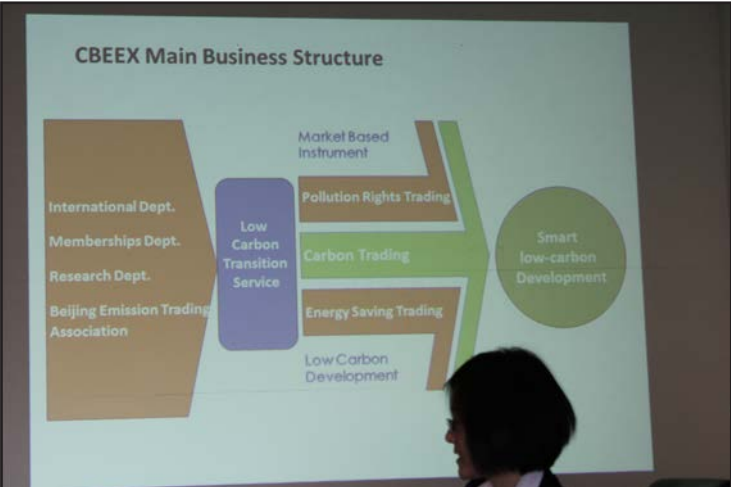 CBEEX Main Business Structure
International Dept.
Memberships Dept.
Research Dept.
Beijing Emission Trading
Association
Low
Carbon
Transition
Service
Market Based
Instrument
Pollution Rights Trading
Carbon Trading
Energy Saving Trading
Low Carbon
Development
Smart
low-carbon
Development